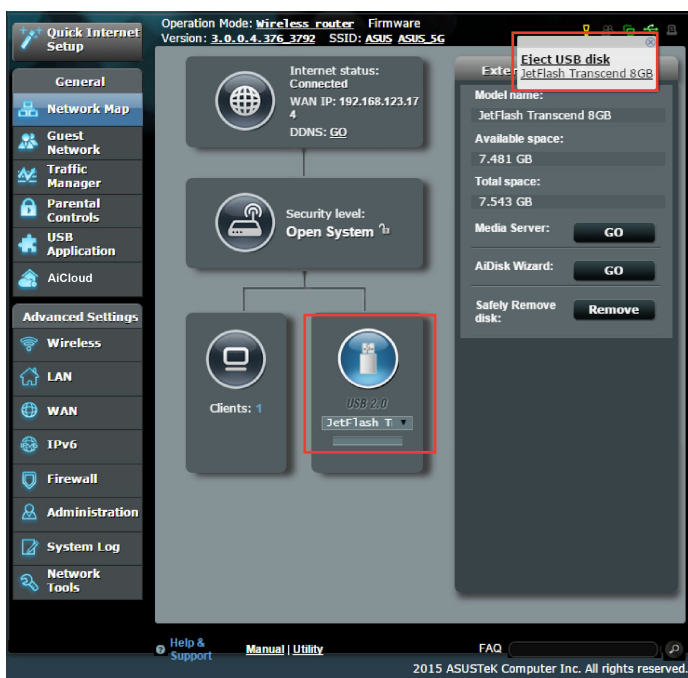 Quick Internet
Setup
Operation Mode: Wireless router Firmware
Version: 3.0.0.4.376_3792 SSID: ASUS ASUS_5G
Eject USB disk
JetFlash Transcend 8GB
General
Network Map
Guest
Network
Traffic
Manager
Parental
Controls
USB
Application
AiCloud
Advanced Settings
Wireless
LAN
WAN
IPv6
Firewall
Administration
System Log
Network
Tools
Internet status:
Connected
WAN IP: 192.168.123.17
4
DDNS: GO
Security level:
Open System
Clients: 1
USB 2.0
JetFlash T
Model name:
JetFlash Transcend 8GB
Available space:
7.481 GB
Total space:
7.543 GB
Media Server: GO
AiDisk Wizard: GO
Safely Remove
disk: Remove
Help &
Support
Manual | Utility
FAQ
2015 ASUSTeK Computer Inc. All rights reserved.